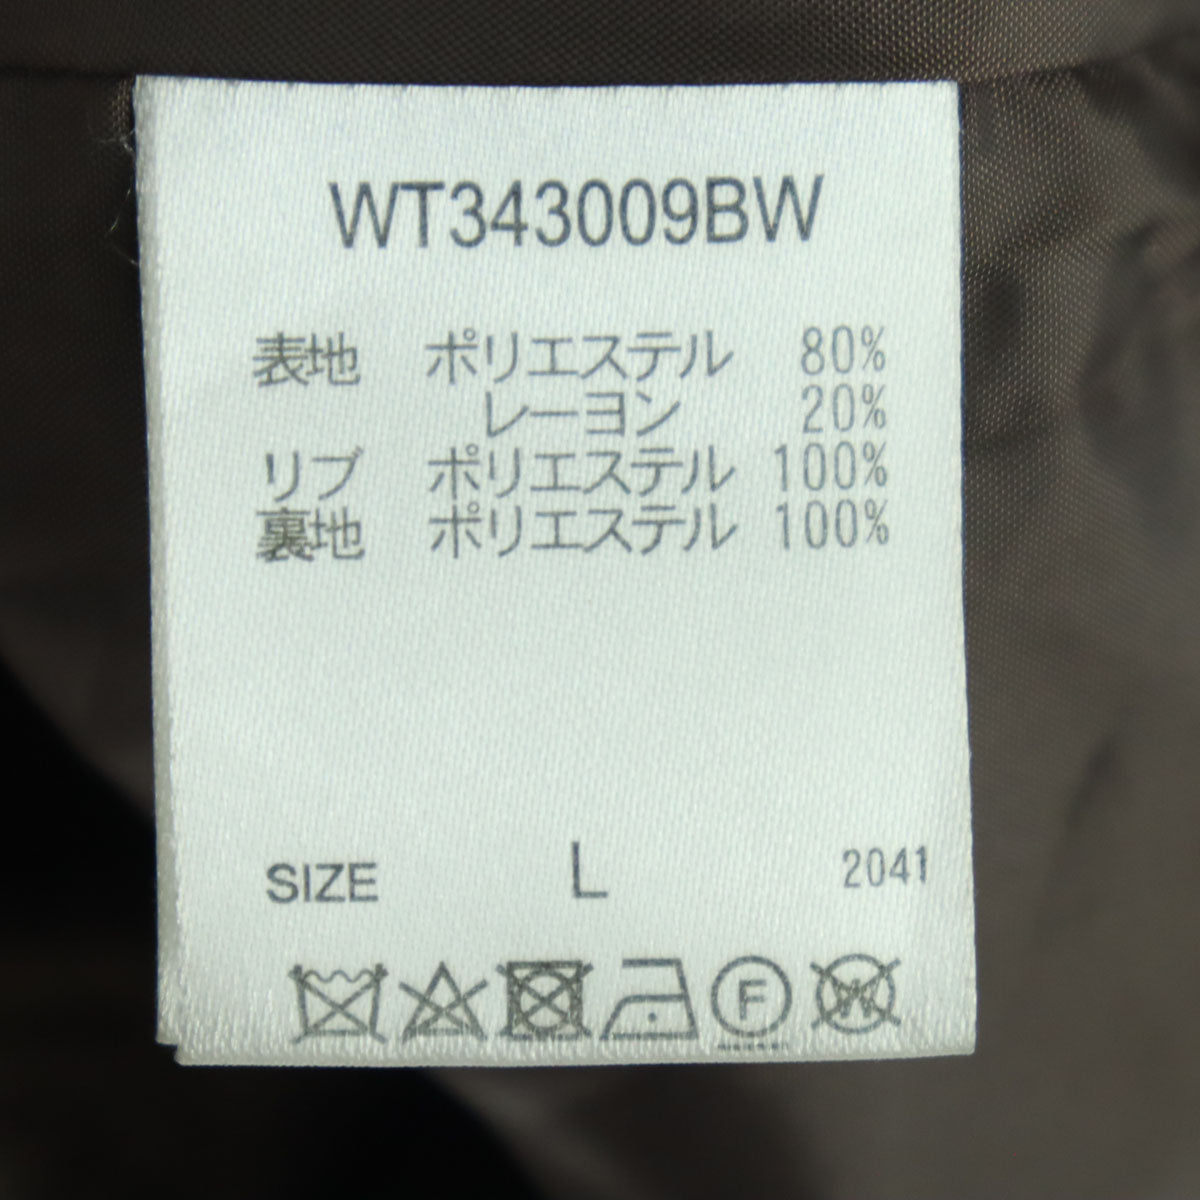 WT343009BW
表地 ポリエステル 80%
レーヨン 20%
リブ ポリエステル 100%
裏地 ポリエステル 100%
SIZE L 2041
F W